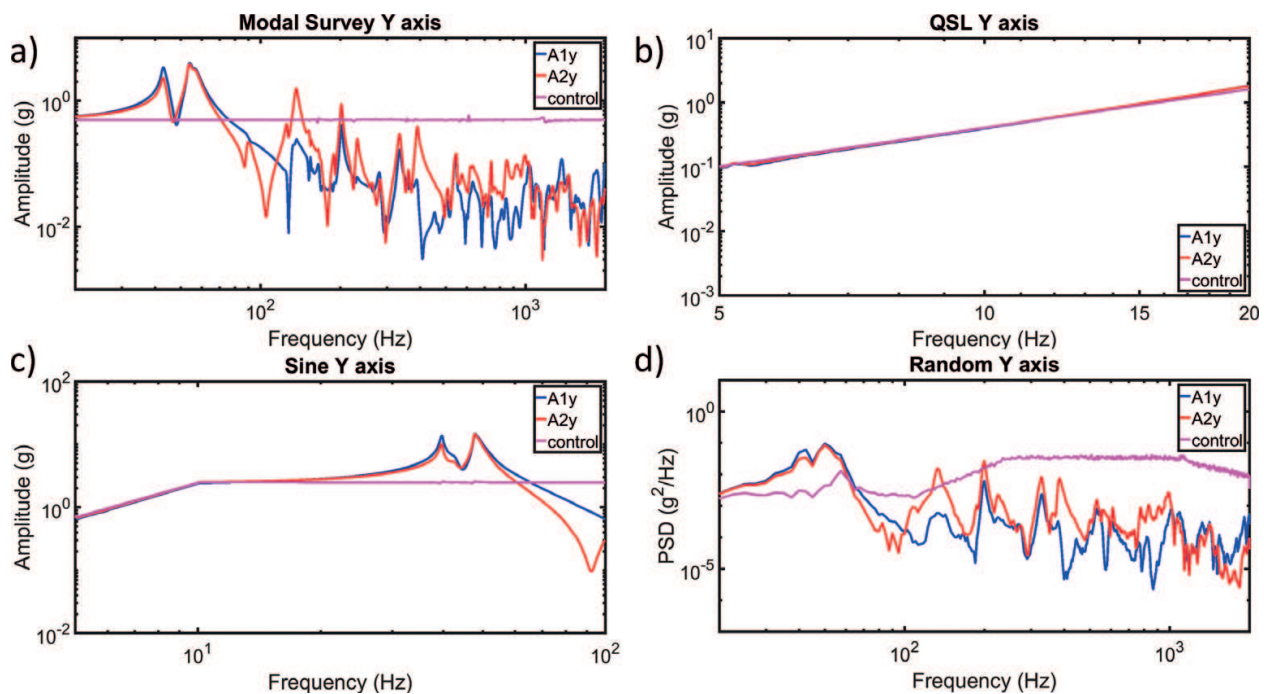 a)
Modal Survey Y axis
A1y
A2y
control
Amplitude (g)
10^0
10^-2
10^2
10^3
Frequency (Hz)
b)
QSL Y axis
Amplitude (g)
10^1
10^0
10^-1
10^-2
10^-3
5
10
15
20
A1y
A2y
control
Frequency (Hz)
c)
Sine Y axis
A1y
A2y
control
Amplitude (g)
10^2
10^0
10^-2
10^1
10^2
Frequency (Hz)
d)
Random Y axis
A1y
A2y
control
PSD (g^2/Hz)
10^0
10^-5
10^2
10^3
Frequency (Hz)